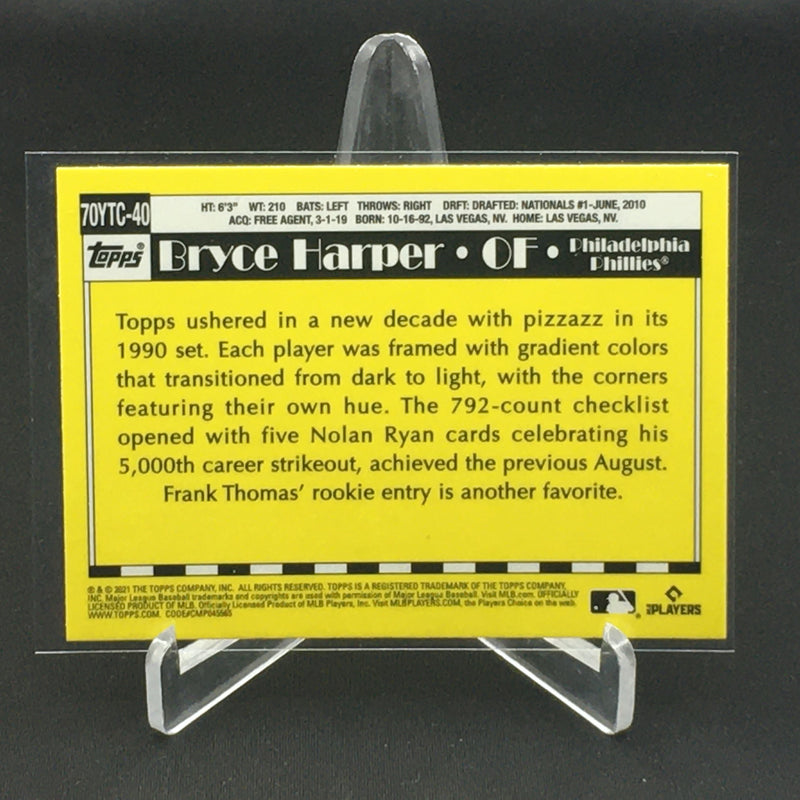 70YTC-40
HT: 6'3" WT: 210 BATS: LEFT THROWS: RIGHT DRFT: DRAFTED: NATIONALS #1-JUNE, 2010
ACQ: FREE AGENT, 3-1-19 BORN: 10-16-92, LAS VEGAS, NV. HOME: LAS VEGAS, NV.
topps Bryce Harper • OF • Philadelphia
Phillies®
Topps ushered in a new decade with pizzazz in its
1990 set. Each player was framed with gradient colors
that transitioned from dark to light, with the corners
featuring their own hue. The 792-count checklist
opened with five Nolan Ryan cards celebrating his
5,000th career strikeout, achieved the previous August.
Frank Thomas' rookie entry is another favorite.
® & © 2021 THE TOPPS COMPANY, INC. ALL RIGHTS RESERVED. TOPPS IS A REGISTERED TRADEMARK OF THE TOPPS COMPANY,
INC. Major League Baseball trademarks and copyrights are used with permission of Major League Baseball. Visit MLB.com. OFFICIALLY
LICENSED PRODUCT OF MLB. Officially Licensed Product of MLB Players, Inc. Visit MLBPLAYERS.COM, the Players Choice on the web.
WWW.TOPPS.COM. CODE#CMP045565
PLAYERS